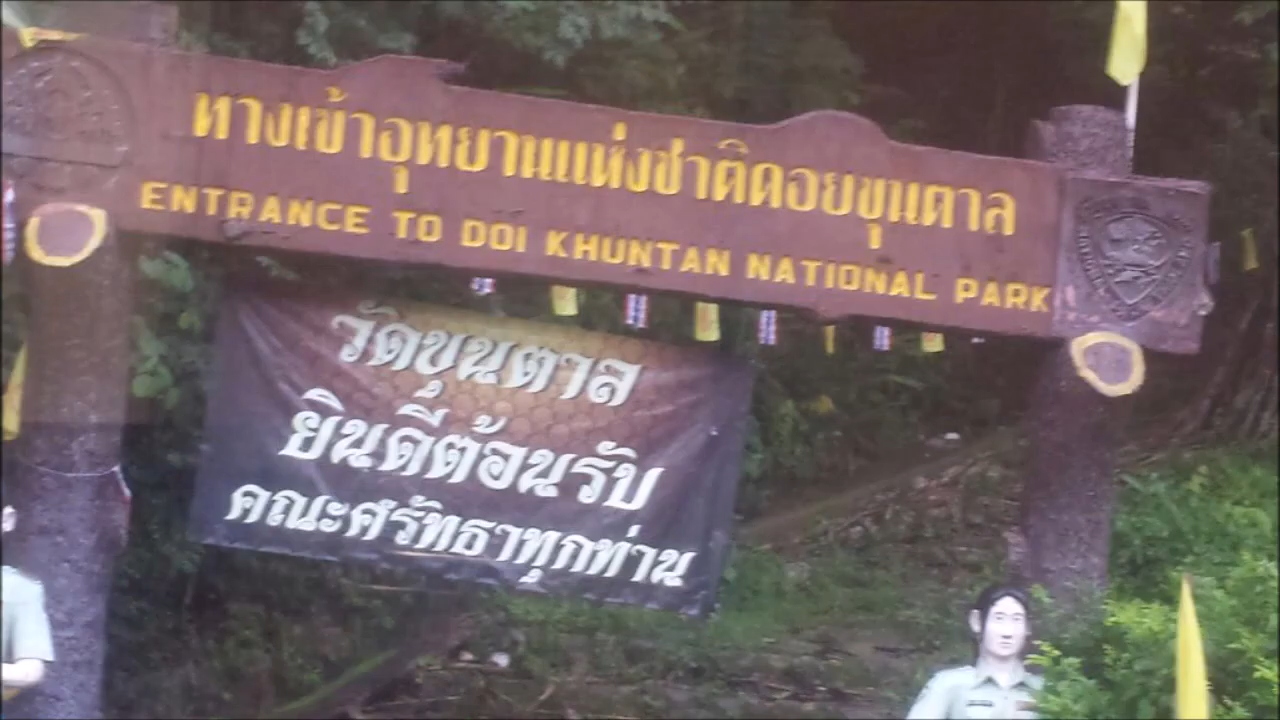 ทางเข้าอุทยานแห่งชาติดอยขุนตาล
ENTRANCE TO DOI KHUNTAN NATIONAL PARK
วัดขุนตาล
ยินดีต้อนรับ
คณะศรัทธาทุกท่าน